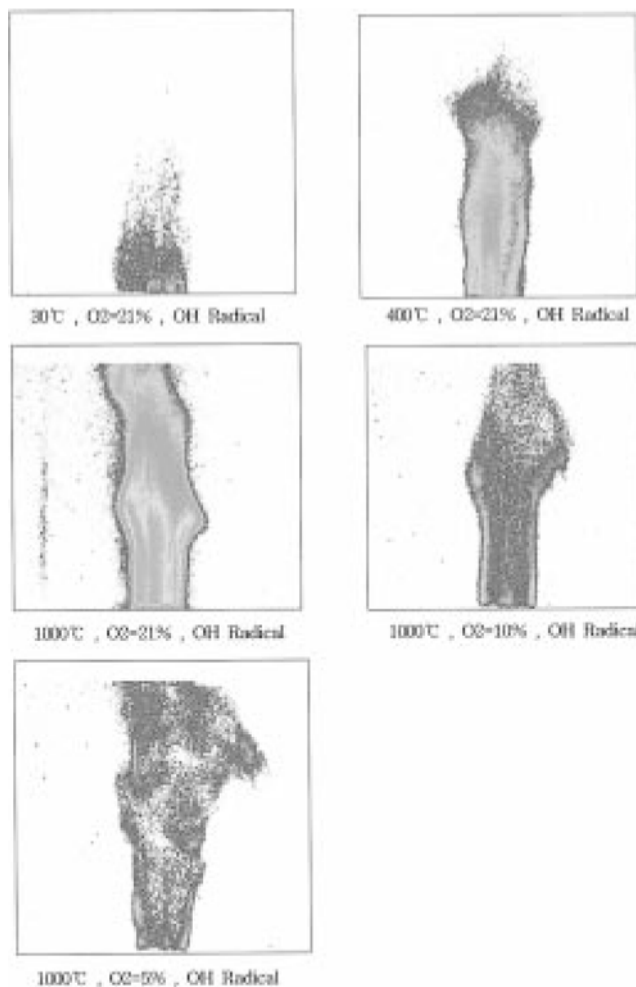 30℃ , O2=21% , OH Radical
400℃ , O2=21% , OH Radical
1000℃ , O2=21% , OH Radical
1000℃ , O2=10% , OH Radical
1000℃ , O2=5% , OH Radical